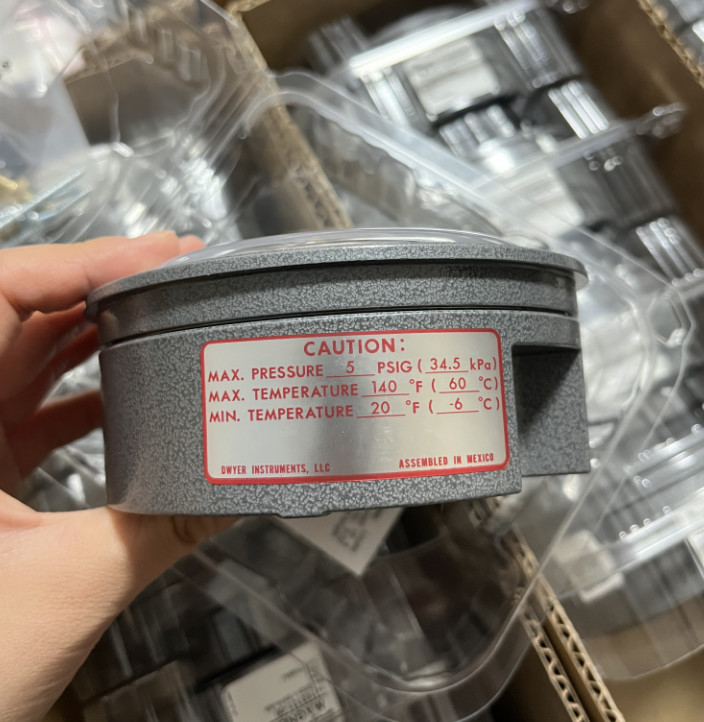 CAUTION:
MAX. PRESSURE 5 PSIG ( 34.5 kPa)
MAX. TEMPERATURE 140 °F ( 60 °C)
MIN. TEMPERATURE 20 °F ( -6 °C)
DWYER INSTRUMENTS, LLC ASSEMBLED IN MEXICO